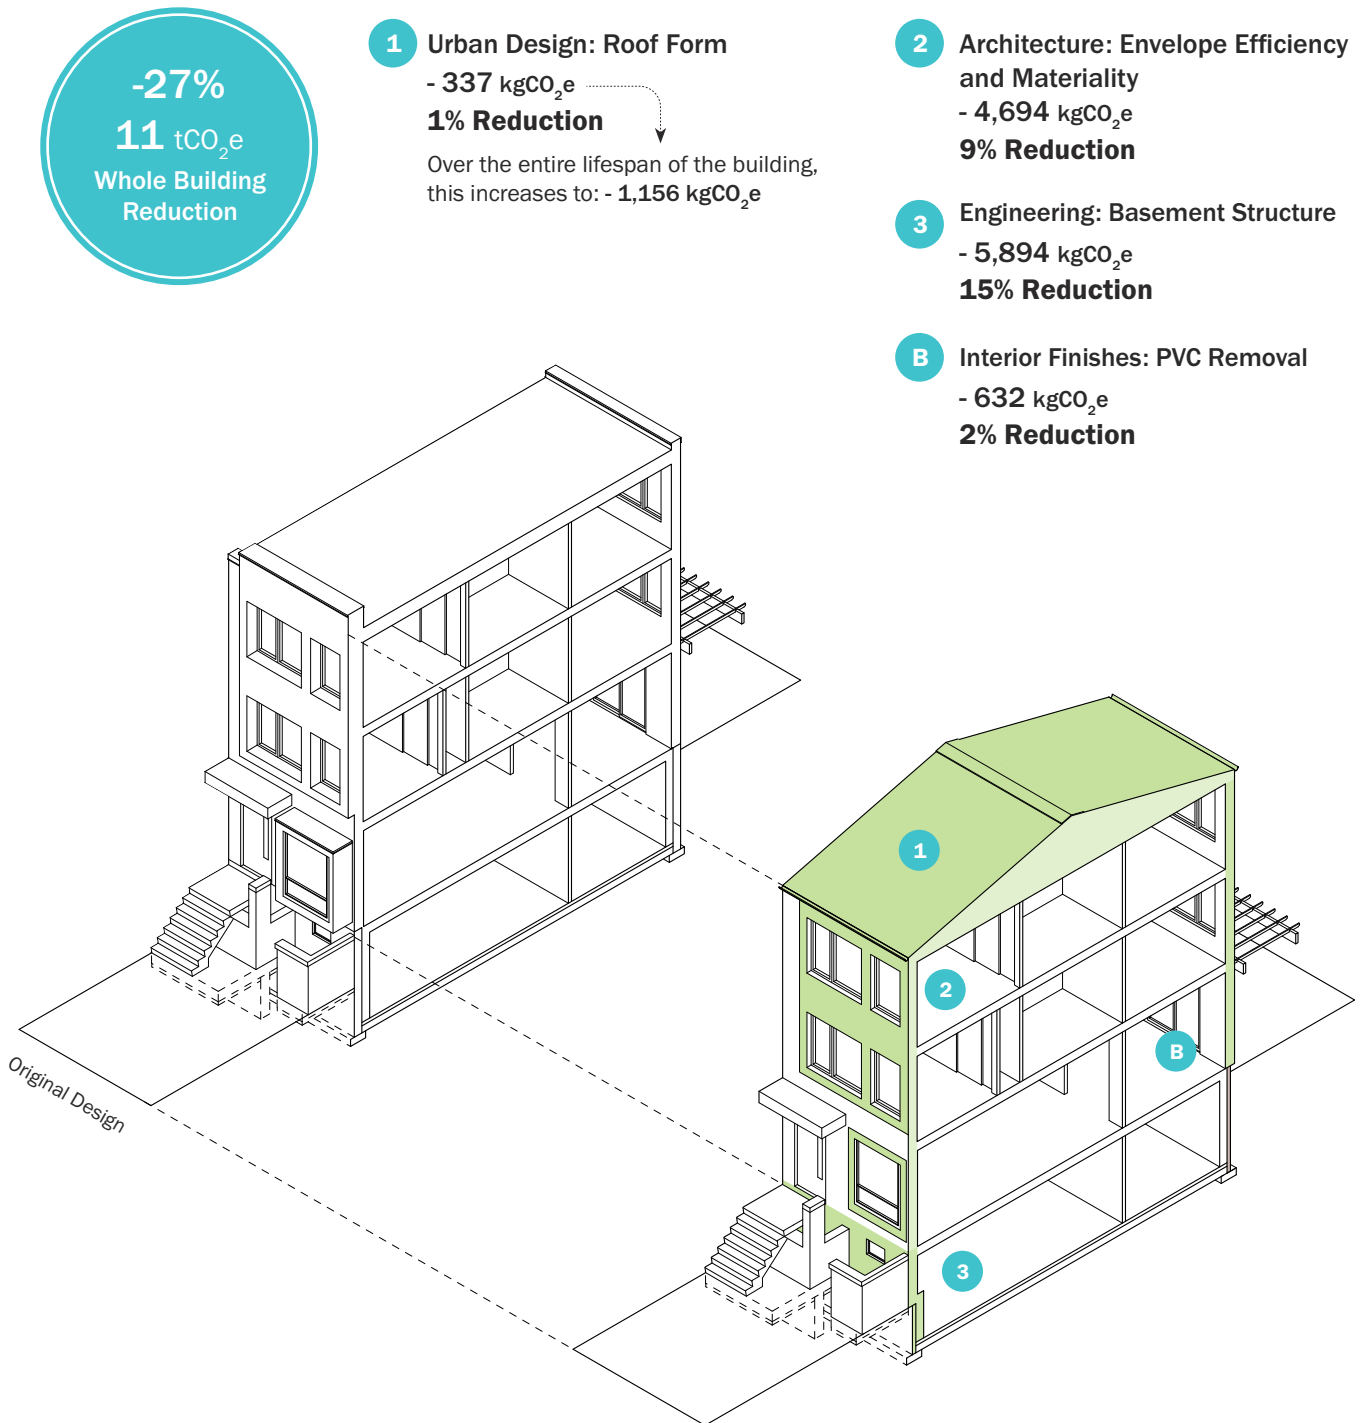 -27%
11 tCO₂e
Whole Building
Reduction
1 Urban Design: Roof Form
- 337 kgCO₂e
1% Reduction
Over the entire lifespan of the building,
this increases to: - 1,156 kgCO₂e
2 Architecture: Envelope Efficiency
and Materiality
- 4,694 kgCO₂e
9% Reduction
3 Engineering: Basement Structure
- 5,894 kgCO₂e
15% Reduction
B Interior Finishes: PVC Removal
- 632 kgCO₂e
2% Reduction
1
2
B
3
Original Design